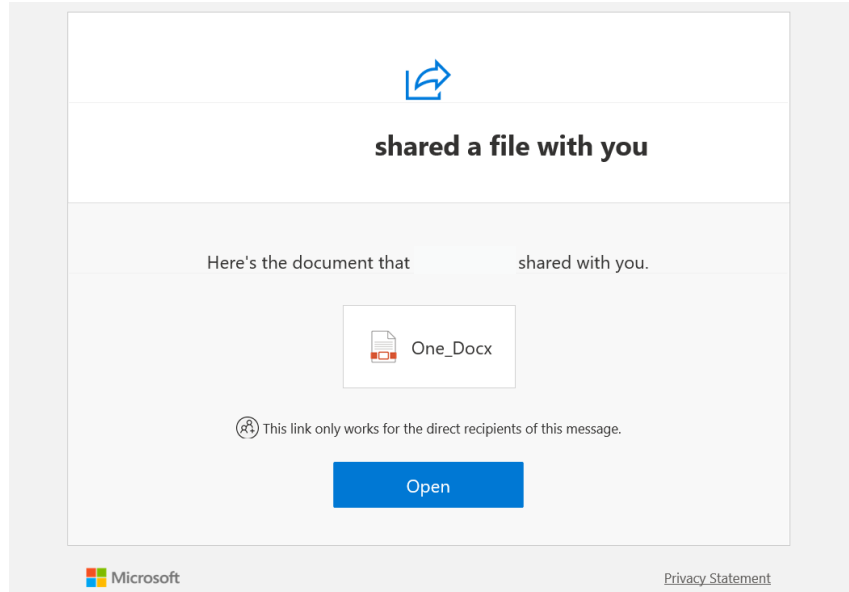 shared a file with you
Here's the document that shared with you.
One_Docx
This link only works for the direct recipients of this message.
Open
Microsoft
Privacy Statement